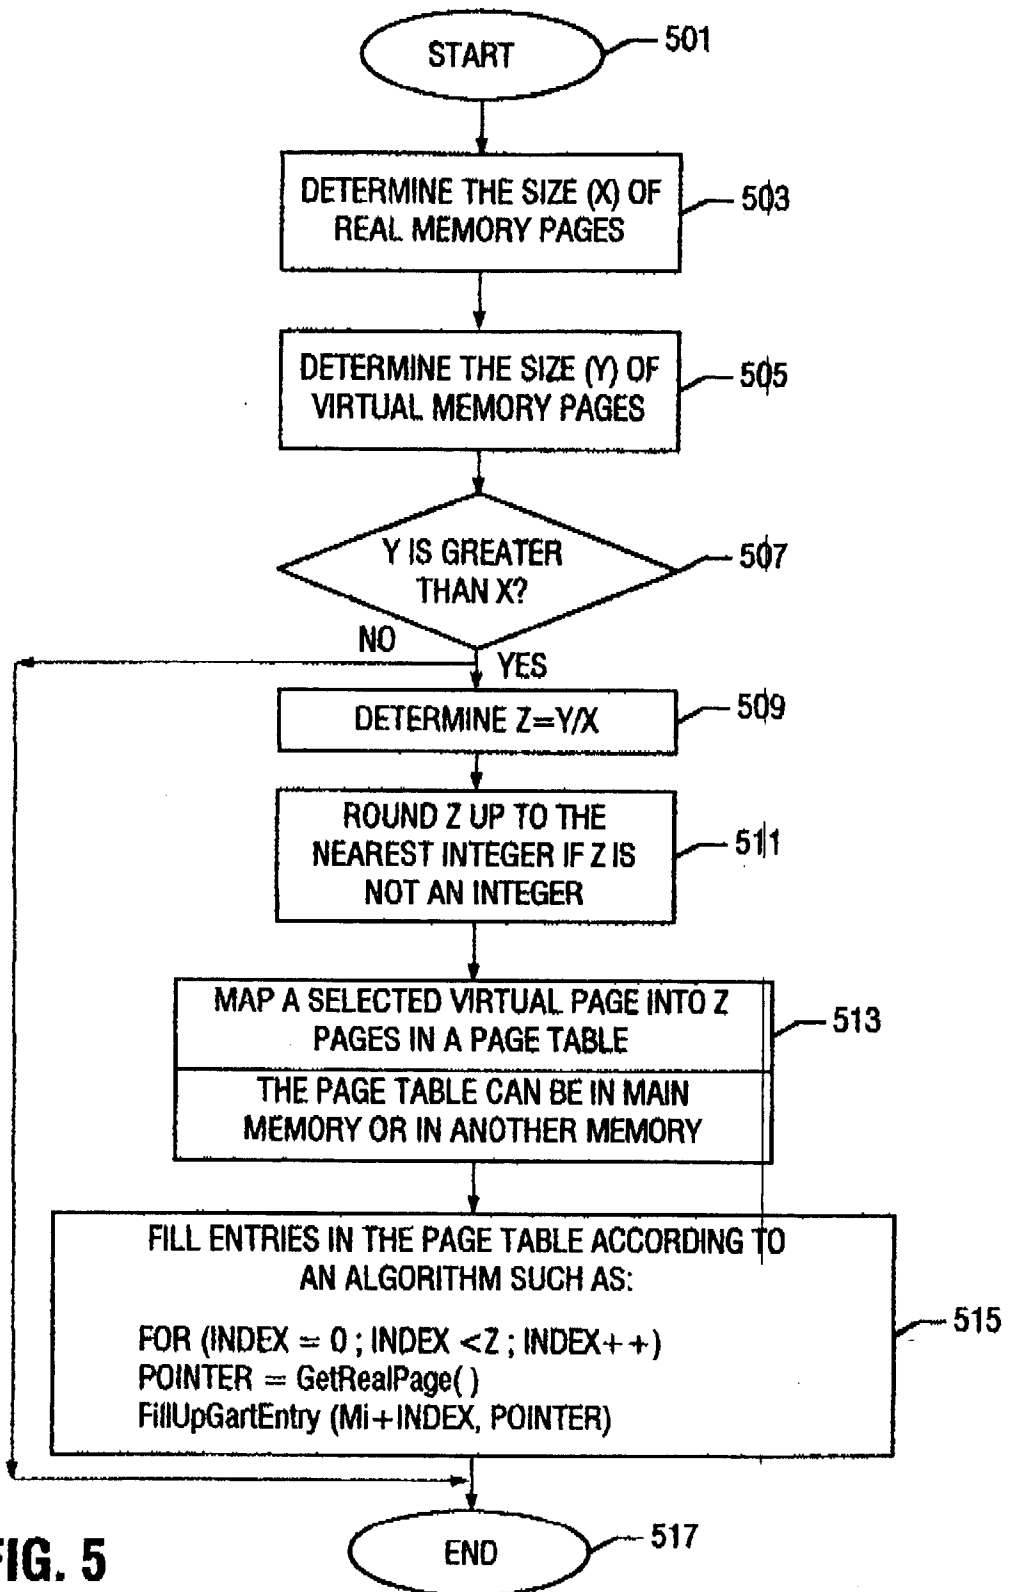 START
501
DETERMINE THE SIZE (X) OF
REAL MEMORY PAGES
503
DETERMINE THE SIZE (Y) OF
VIRTUAL MEMORY PAGES
505
Y IS GREATER
THAN X?
507
NO
YES
DETERMINE Z=Y/X
509
ROUND Z UP TO THE
NEAREST INTEGER IF Z IS
NOT AN INTEGER
511
MAP A SELECTED VIRTUAL PAGE INTO Z
PAGES IN A PAGE TABLE
513
THE PAGE TABLE CAN BE IN MAIN
MEMORY OR IN ANOTHER MEMORY
FILL ENTRIES IN THE PAGE TABLE ACCORDING TO
AN ALGORITHM SUCH AS:
FOR (INDEX = 0 ; INDEX <Z ; INDEX++)
POINTER = GetRealPage( )
FillUpGartEntry (Mi+INDEX, POINTER)
515
END
517
FIG. 5